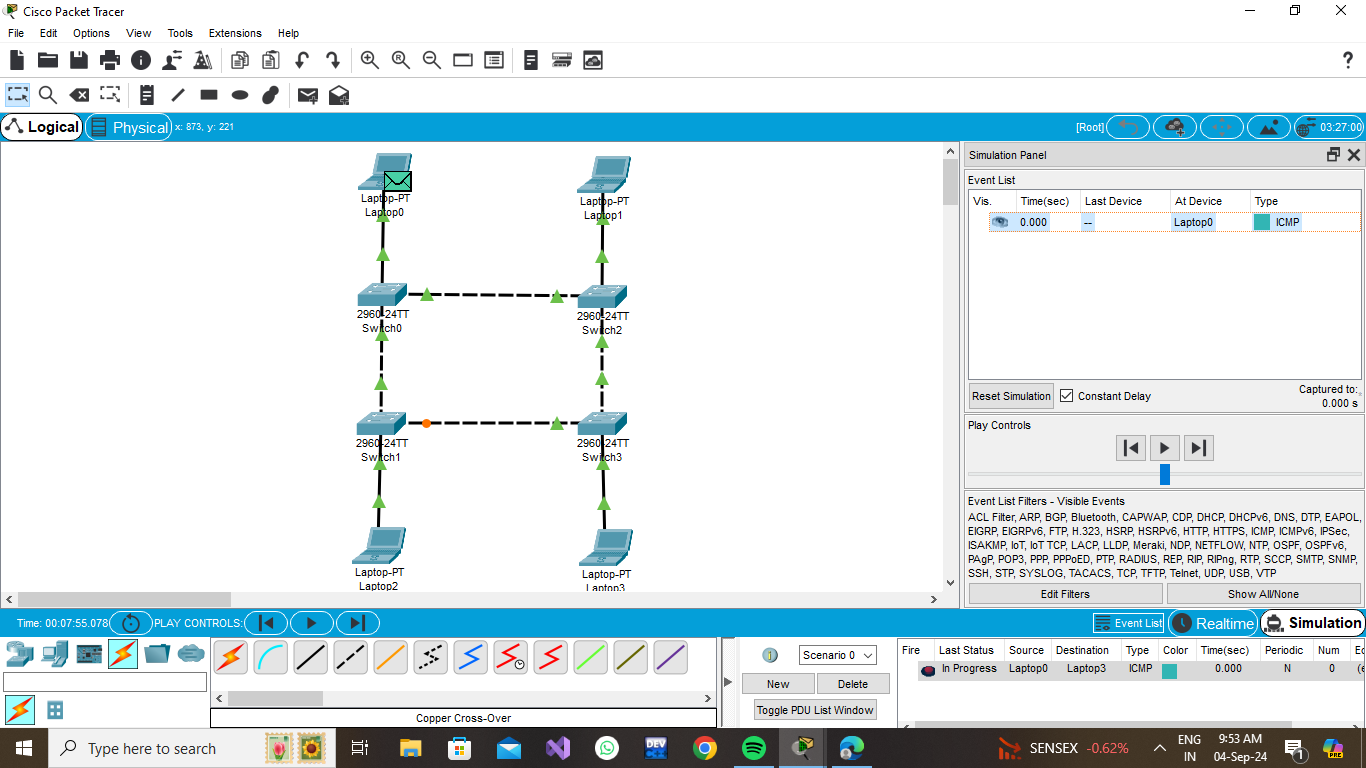 Cisco Packet Tracer
File Edit Options View Tools Extensions Help
?
Logical Physical x: 873, y: 221 [Root] 03:27:00
Laptop-PT
Laptop0
Laptop-PT
Laptop1
2960-24TT
Switch0
2960-24TT
Switch2
2960-24TT
Switch1
2960-24TT
Switch3
Laptop-PT
Laptop2
Laptop-PT
Laptop3
Simulation Panel
Event List
Vis. Time(sec) Last Device At Device Type
0.000 -- Laptop0 ICMP
Reset Simulation Constant Delay
Captured to:
0.000 s
Play Controls
Event List Filters - Visible Events
ACL Filter, ARP, BGP, Bluetooth, CAPWAP, CDP, DHCP, DHCPv6, DNS, DTP, EAPOL,
EIGRP, EIGRPv6, FTP, H.323, HSRP, HSRPv6, HTTP, HTTPS, ICMP, ICMPv6, IPSec,
ISAKMP, IoT, IoT TCP, LACP, LLDP, Meraki, NDP, NETFLOW, NTP, OSPF, OSPFv6,
PAgP, POP3, PPP, PPPoED, PTP, RADIUS, REP, RIP, RIPng, RTP, SCCP, SMTP, SNMP,
SSH, STP, SYSLOG, TACACS, TCP, TFTP, Telnet, UDP, USB, VTP
Edit Filters Show All/None
Time: 00:07:55.078 PLAY CONTROLS: Event List Realtime Simulation
Copper Cross-Over
Scenario 0
New Delete
Toggle PDU List Window
Fire Last Status Source Destination Type Color Time(sec) Periodic Num Ec
In Progress Laptop0 Laptop3 ICMP 0.000 N 0 (e
Type here to search
DEV
SENSEX -0.62%
ENG
IN
9:53 AM
04-Sep-24
1
PRE